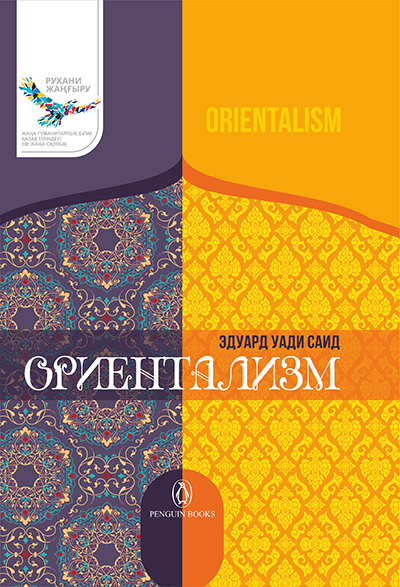 РУХАНИ
ЖАҢҒЫРУ
ЖАҢА ГУМАНИТАРЛЫҚ БІЛІМ
ҚАЗАҚ ТІЛІНДЕГІ
100 ЖАҢА ОҚУЛЫҚ
ORIENTALISM
ЭДУАРД УАДИ САИД
ОРИЕНТАЛИЗМ
PENGUIN BOOKS